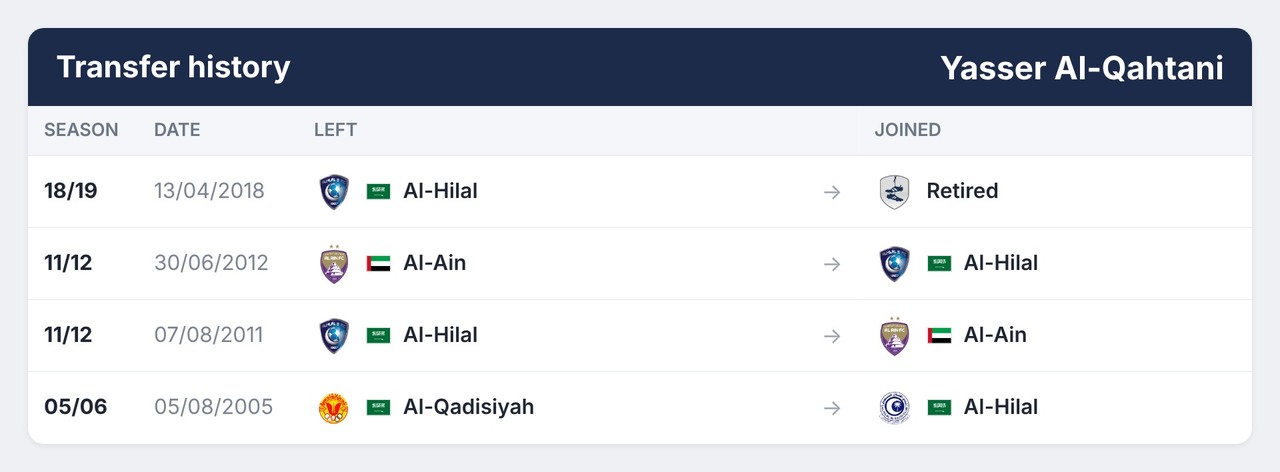 Transfer history Yasser Al-Qahtani
SEASON DATE LEFT JOINED
18/19 13/04/2018 Al-Hilal → Retired
11/12 30/06/2012 Al-Ain → Al-Hilal
11/12 07/08/2011 Al-Hilal → Al-Ain
05/06 05/08/2005 Al-Qadisiyah → Al-Hilal